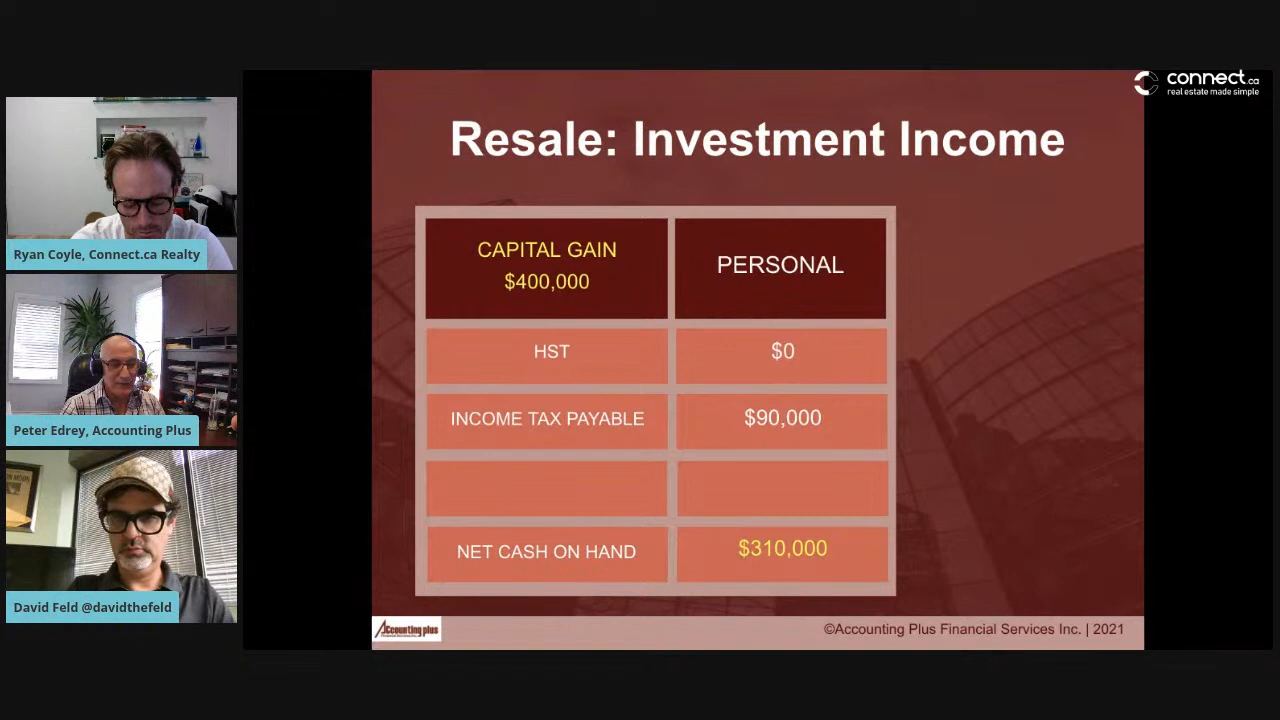 connect.ca
real estate made simple
Resale: Investment Income
CAPITAL GAIN
$400,000
PERSONAL
HST
$0
INCOME TAX PAYABLE
$90,000
NET CASH ON HAND
$310,000
Accounting plus
©Accounting Plus Financial Services Inc. | 2021
Ryan Coyle, Connect.ca Realty
Peter Edrey, Accounting Plus
David Feld @davidthefeld